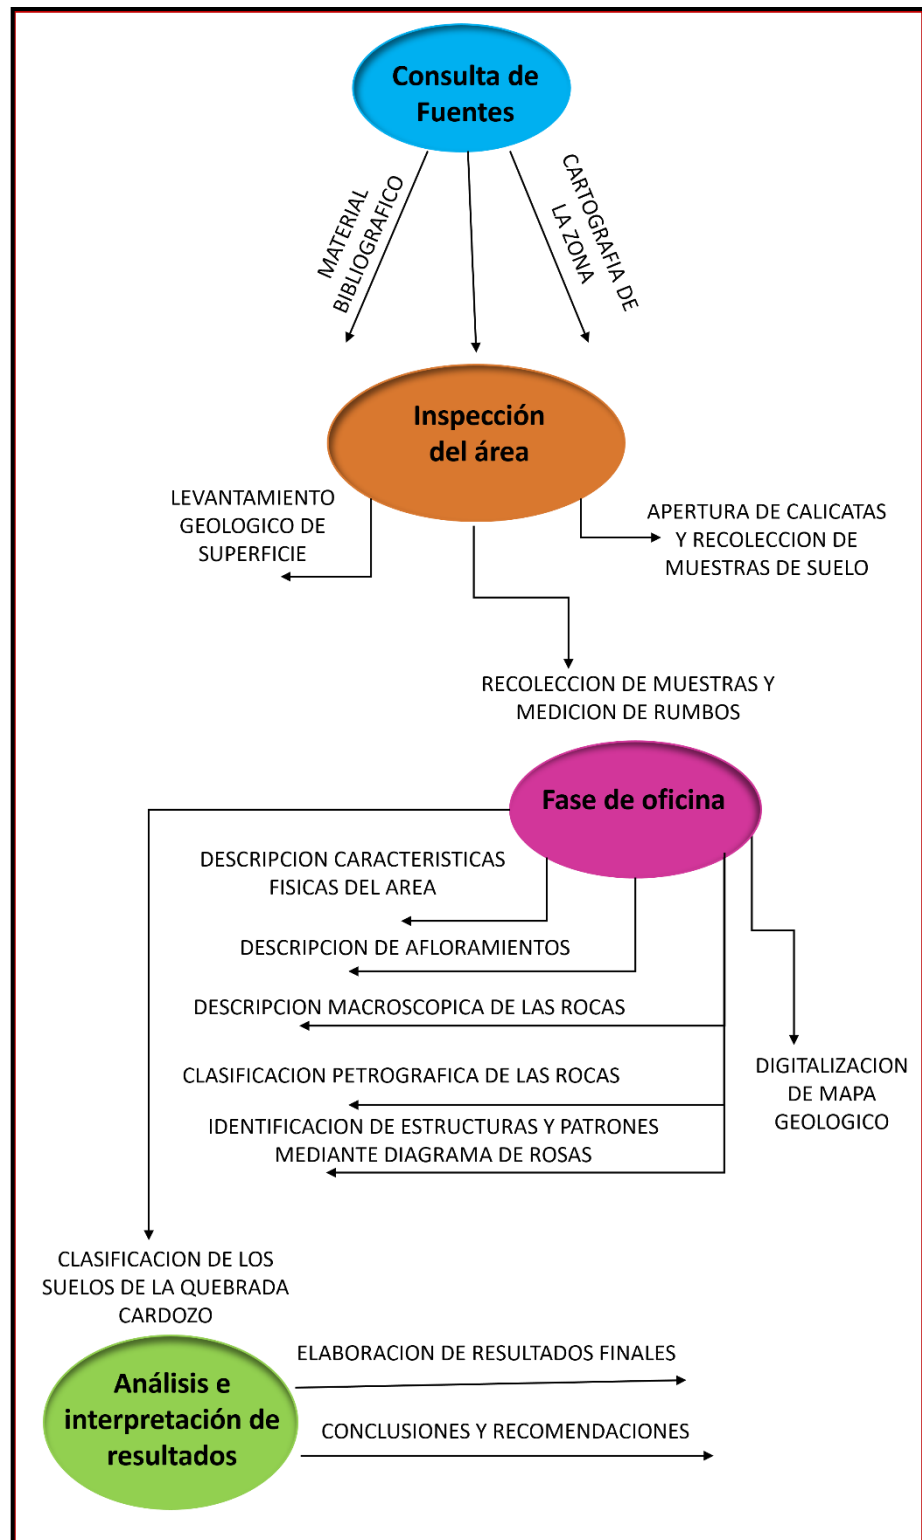 Consulta de
Fuentes
MATERIAL
BIBLIOGRAFICO
CARTOGRAFIA DE
LA ZONA
Inspección
del área
LEVANTAMIENTO
GEOLOGICO DE
SUPERFICIE
APERTURA DE CALICATAS
Y RECOLECCION DE
MUESTRAS DE SUELO
RECOLECCION DE MUESTRAS Y
MEDICION DE RUMBOS
Fase de oficina
DESCRIPCION CARACTERISTICAS
FISICAS DEL AREA
DESCRIPCION DE AFLORAMIENTOS
DESCRIPCION MACROSCOPICA DE LAS ROCAS
CLASIFICACION PETROGRAFICA DE LAS ROCAS
IDENTIFICACION DE ESTRUCTURAS Y PATRONES
MEDIANTE DIAGRAMA DE ROSAS
DIGITALIZACION
DE MAPA
GEOLOGICO
CLASIFICACION DE LOS
SUELOS DE LA QUEBRADA
CARDOZO
Análisis e
interpretación de
resultados
ELABORACION DE RESULTADOS FINALES
CONCLUSIONES Y RECOMENDACIONES